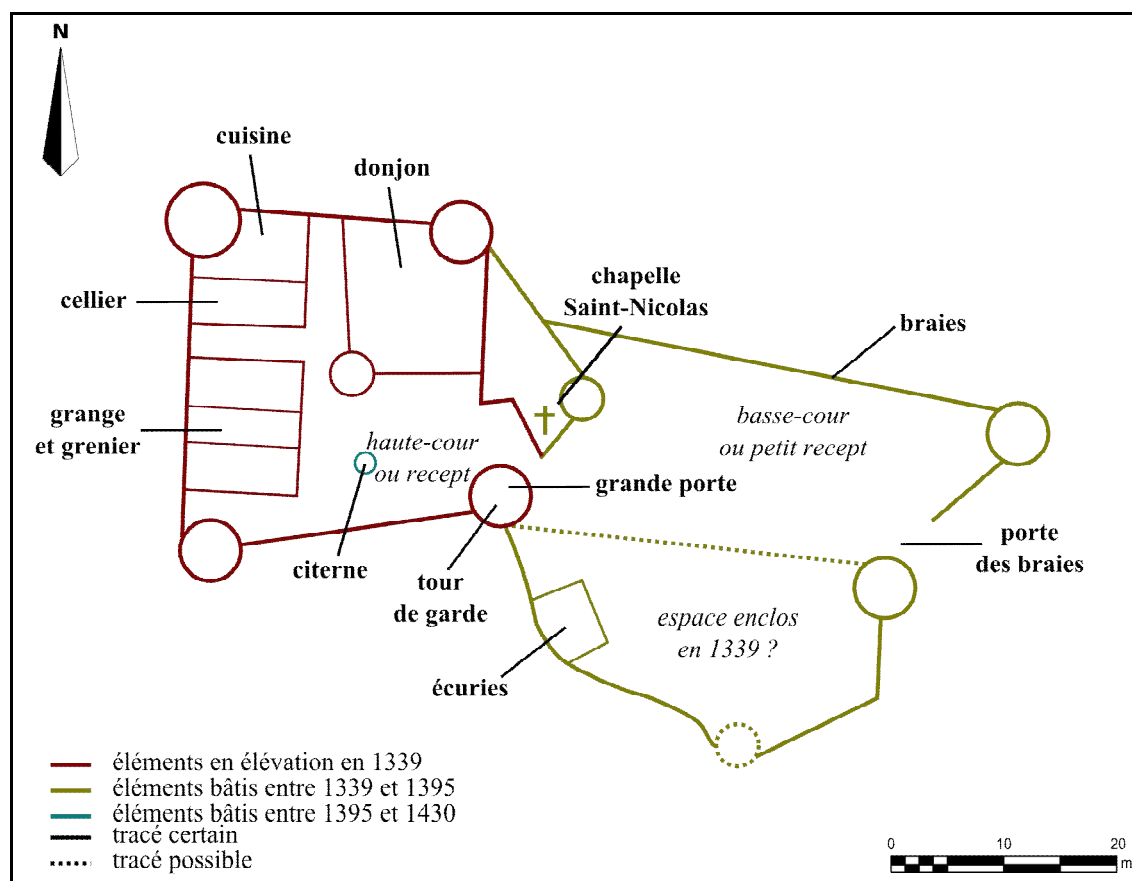 N
cuisine
donjon
chapelle
Saint-Nicolas
cellier
braies
grange
et grenier
basse-cour
ou petit recept
haute-cour
ou recept
grande porte
citerne
tour
de garde
porte
des braies
espace enclos
en 1339 ?
écuries
éléments en élévation en 1339
éléments bâtis entre 1339 et 1395
éléments bâtis entre 1395 et 1430
tracé certain
tracé possible
0 10 20
m